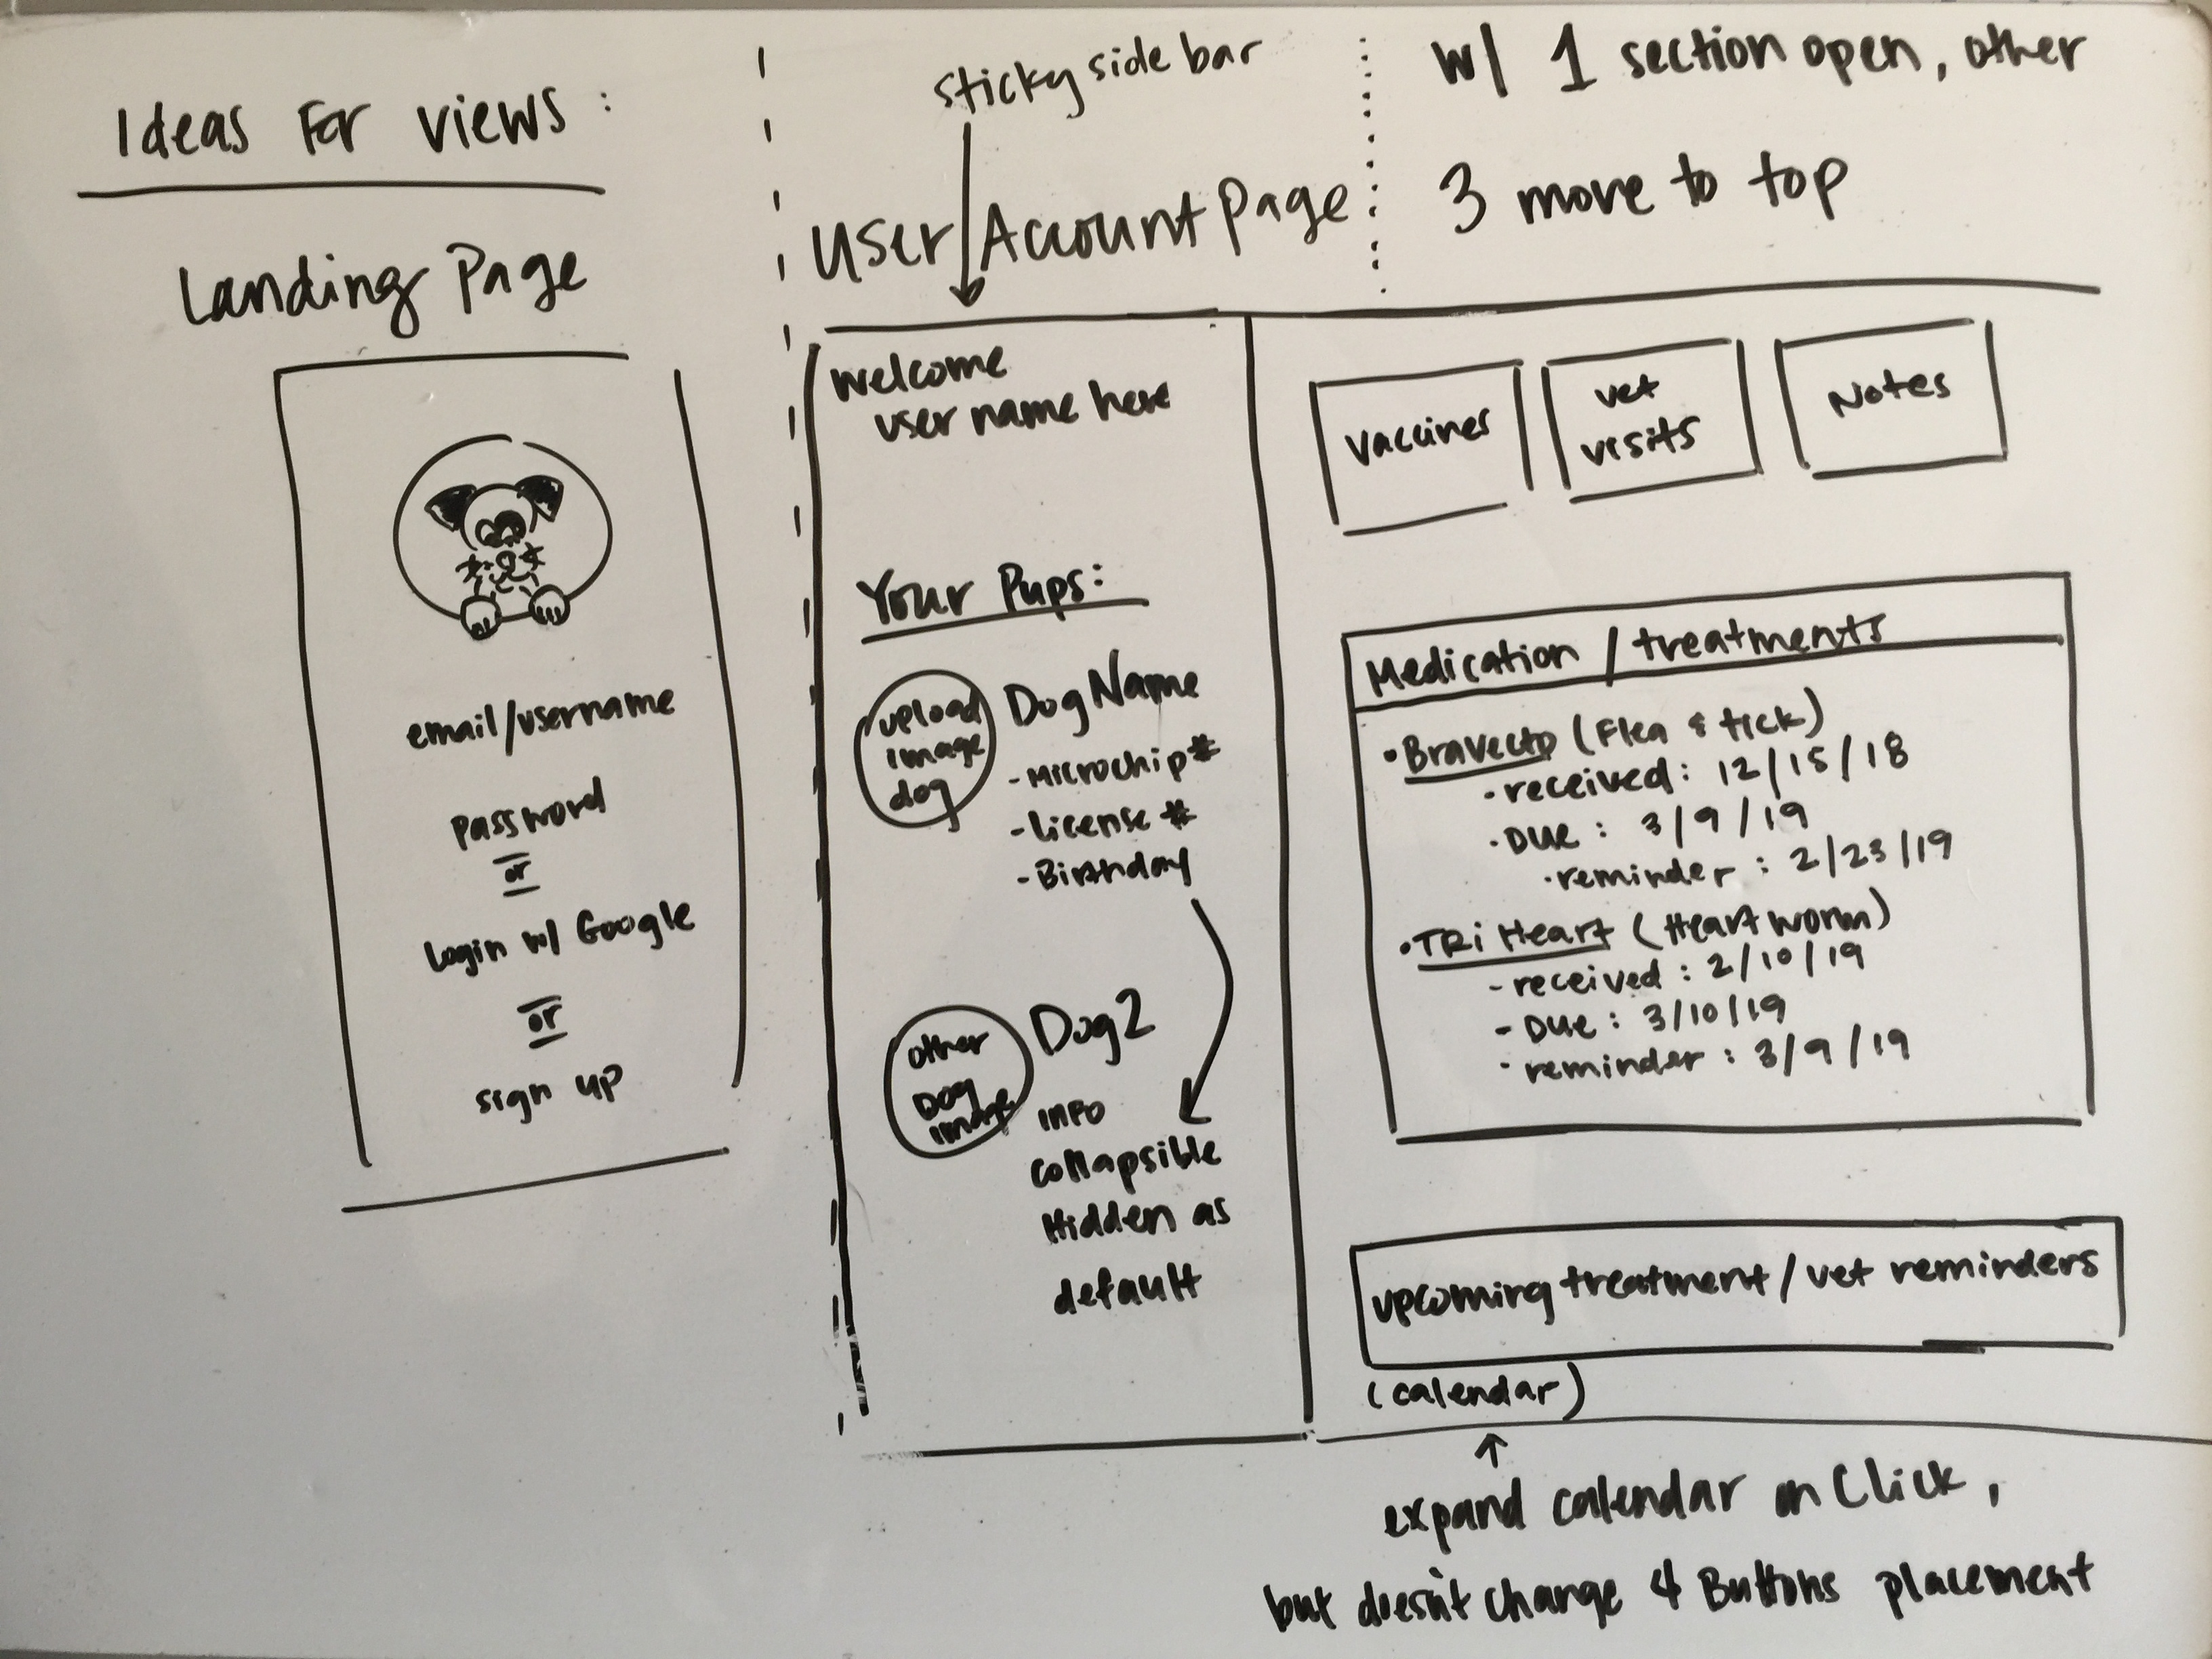 Ideas For views:
Landing Page
email/username
password
or
login w/ Google
or
sign up
sticky side bar
User/Account Page
welcome
user name here
Your Pups:
upload
image
dog
Dog Name
- Microchip #
- License #
- Birthday
other
Dog
image
Dog 2
info
collapsible
Hidden as
default
w/ 1 section open, other
3 move to top
vaccines
vet
visits
Notes
Medication / treatments
• Bravecto (Flea & tick)
• received: 12/15/18
• Due: 3/9/19
• reminder: 2/23/19
• TRi Heart (Heart worm)
- received: 2/10/19
- Due: 3/10/19
- reminder: 3/9/19
upcoming treatment/vet reminders
(calendar)
expand calendar on click,
but doesn't change 4 Buttons placement